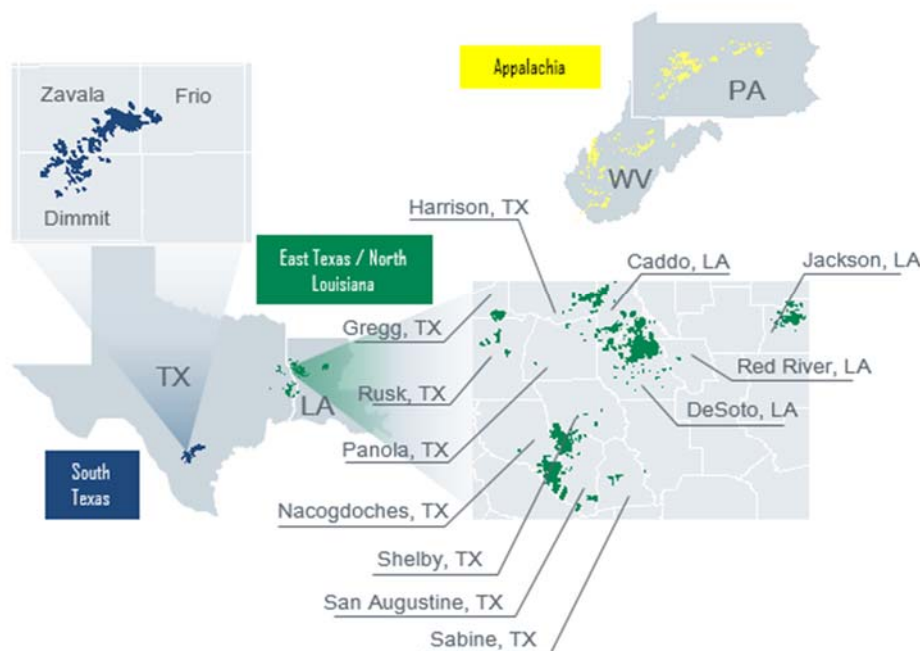 Appalachia
PA
WV
Zavala
Frio
Dimmit
East Texas / North
Louisiana
Harrison, TX
Caddo, LA
Jackson, LA
Gregg, TX
TX
LA
Rusk, TX
Red River, LA
DeSoto, LA
Panola, TX
South
Texas
Nacogdoches, TX
Shelby, TX
San Augustine, TX
Sabine, TX